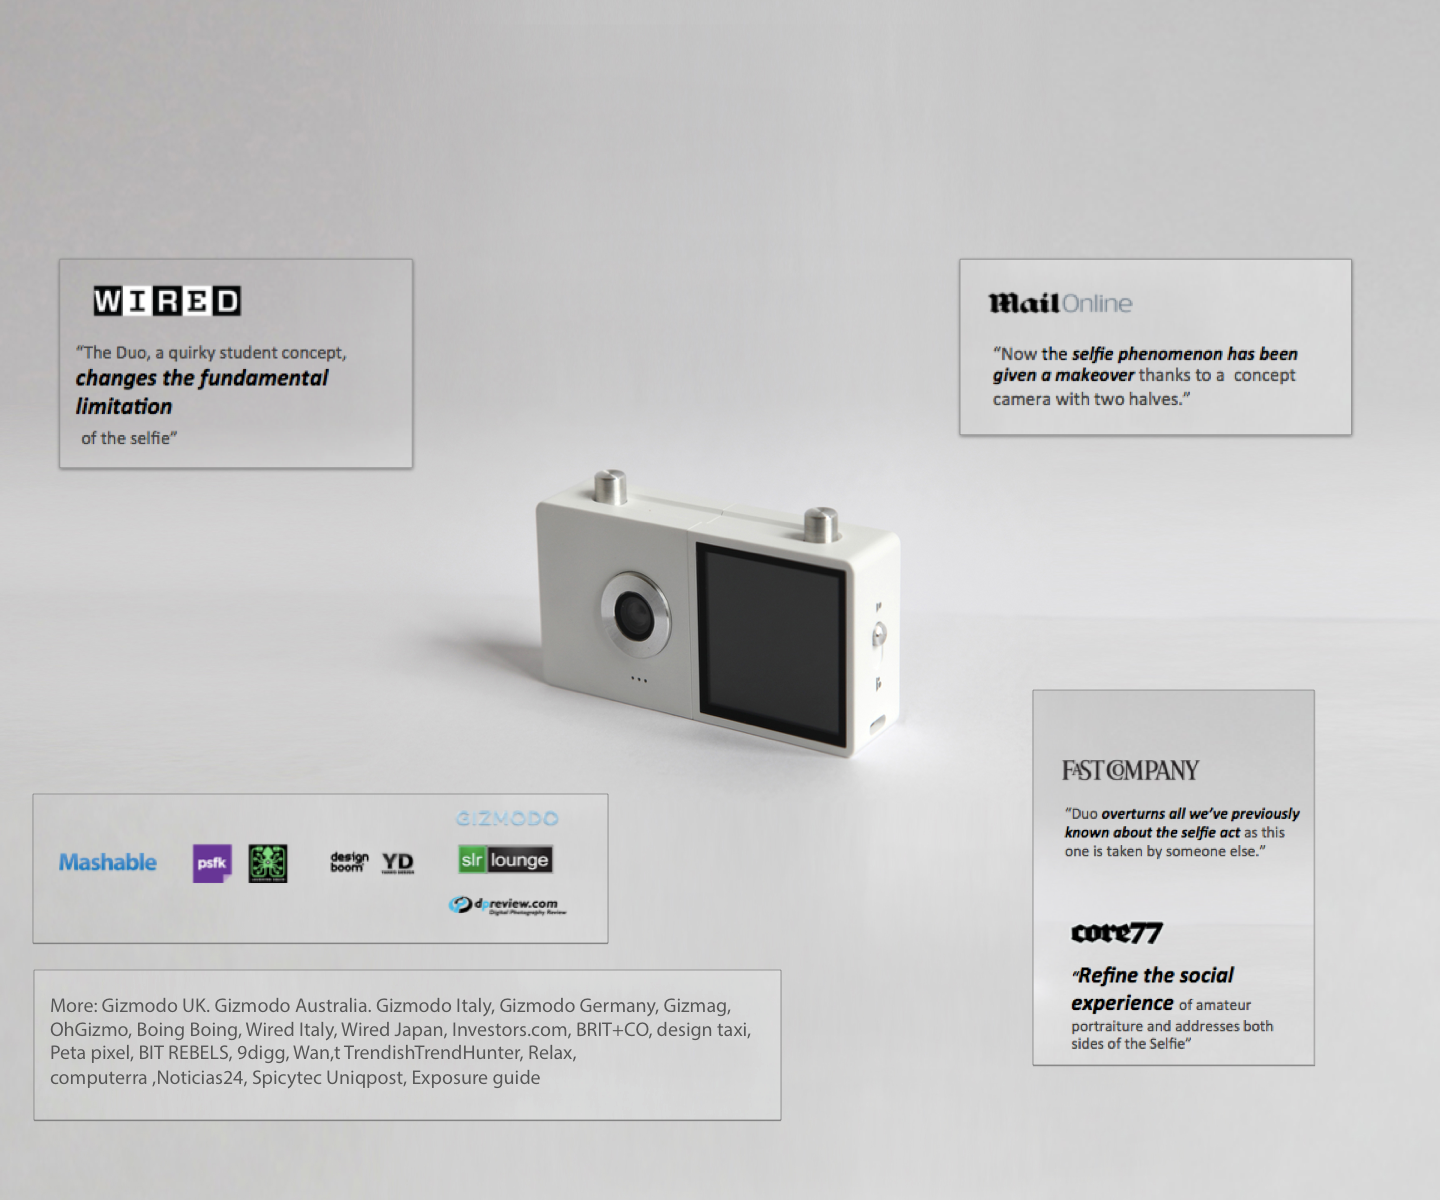 WIRED
“The Duo, a quirky student concept,
changes the fundamental
limitation
of the selfie”
Mail Online
“Now the selfie phenomenon has been
given a makeover thanks to a concept
camera with two halves.”
FAST COMPANY
“Duo overturns all we’ve previously
known about the selfie act as this
one is taken by someone else.”
core77
“Refine the social
experience of amateur
portraiture and addresses both
sides of the Selfie”
GIZMODO
Mashable
psfk
design
boom
YD
slr lounge
dpreview.com
Digital Photography Review
More: Gizmodo UK. Gizmodo Australia. Gizmodo Italy, Gizmodo Germany, Gizmag,
OhGizmo, Boing Boing, Wired Italy, Wired Japan, Investors.com, BRIT+CO, design taxi,
Peta pixel, BIT REBELS, 9digg, Wan,t TrendishTrendHunter, Relax,
computerra ,Noticias24, Spicytec Uniqpost, Exposure guide